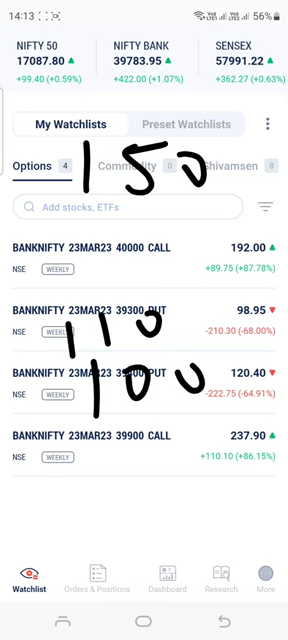 14:13 56%
NIFTY 50 NIFTY BANK SENSEX
17087.80 39783.95 57991.22
+99.40 (+0.59%) +422.00 (+1.07%) +362.27 (+0.63%)
My Watchlists Preset Watchlists
Options 4 Commodity 0 Shivamsen 8
150
Add stocks, ETFs
BANKNIFTY 23MAR23 40000 CALL 192.00
NSE WEEKLY +89.75 (+87.78%)
BANKNIFTY 23MAR23 39300 PUT 98.95
NSE WEEKLY -210.30 (-68.00%)
110
BANKNIFTY 23MAR23 PUT 120.40
NSE WEEKLY -222.75 (-64.91%)
100
BANKNIFTY 23MAR23 39900 CALL 237.90
NSE WEEKLY +110.10 (+86.15%)
Watchlist Orders & Positions Dashboard Research More